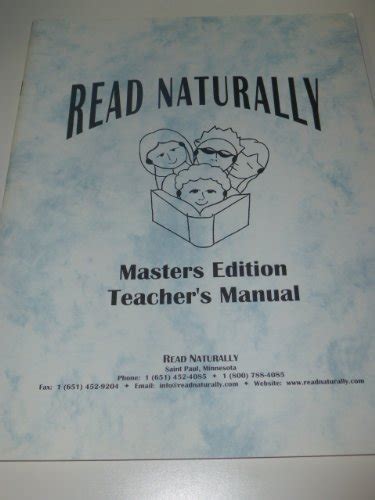 READ NATURALLY
Masters Edition
Teacher's Manual
READ NATURALLY
Saint Paul, Minnesota
Phone: 1 (651) 452-4085 • 1 (800) 788-4085
Fax: 1 (651) 452-9204 • Email: info@readnaturally.com • Website: www.readnaturally.com